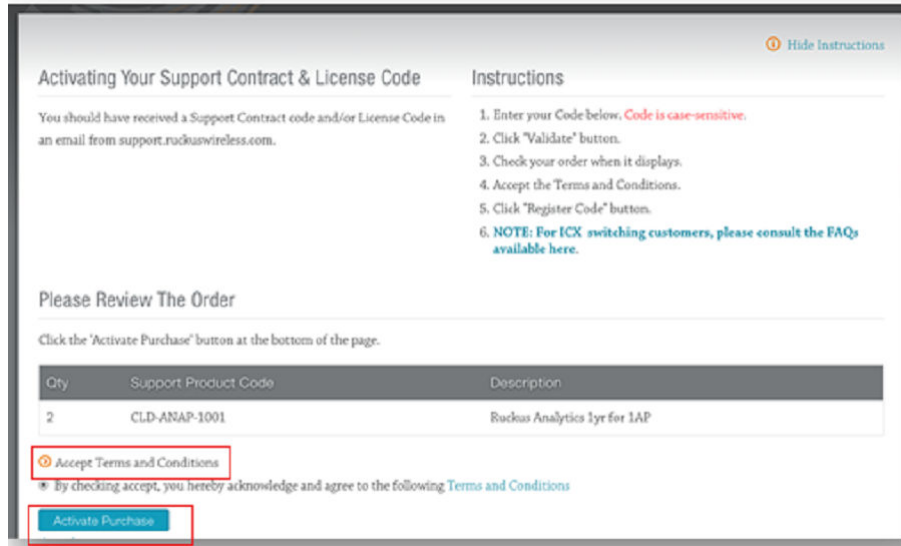 Hide Instructions
Activating Your Support Contract & License Code
You should have received a Support Contract code and/or License Code in
an email from support.ruckuswireless.com.
Instructions
1. Enter your Code below. Code is case-sensitive.
2. Click "Validate" button.
3. Check your order when it displays.
4. Accept the Terms and Conditions.
5. Click "Register Code" button.
6. NOTE: For ICX switching customers, please consult the FAQs
available here.
Please Review The Order
Click the 'Activate Purchase' button at the bottom of the page.
Qty Support Product Code Description
2 CLD-ANAP-1001 Ruckus Analytics 1yr for 1AP
Accept Terms and Conditions
By checking accept, you hereby acknowledge and agree to the following Terms and Conditions
Activate Purchase